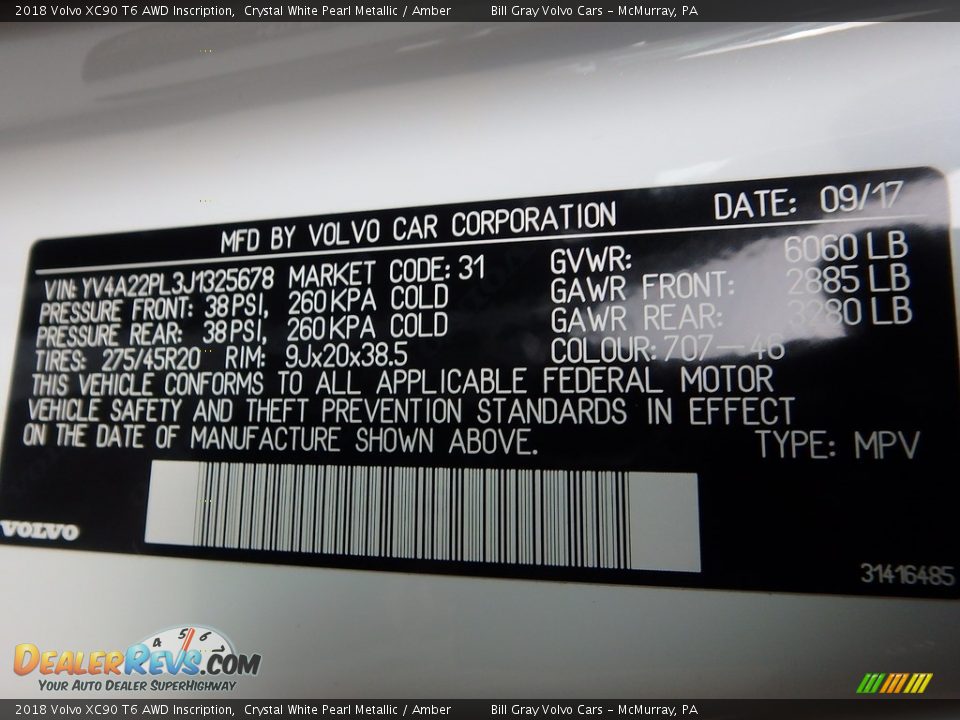 2018 Volvo XC90 T6 AWD Inscription, Crystal White Pearl Metallic / Amber Bill Gray Volvo Cars – McMurray, PA
MFD BY VOLVO CAR CORPORATION DATE: 09/17
VIN: YV4A22PL3J1325678 MARKET CODE: 31 GVWR: 6060 LB
PRESSURE FRONT: 38 PSI, 260 KPA COLD GAWR FRONT: 2885 LB
PRESSURE REAR: 38 PSI, 260 KPA COLD GAWR REAR: 3280 LB
TIRES: 275/45R20 RIM: 9Jx20x38.5 COLOUR: 707-46
THIS VEHICLE CONFORMS TO ALL APPLICABLE FEDERAL MOTOR
VEHICLE SAFETY AND THEFT PREVENTION STANDARDS IN EFFECT
ON THE DATE OF MANUFACTURE SHOWN ABOVE. TYPE: MPV
VOLVO
31416485
4 5 6
DEALERREVS.COM
YOUR AUTO DEALER SUPERHIGHWAY
2018 Volvo XC90 T6 AWD Inscription, Crystal White Pearl Metallic / Amber Bill Gray Volvo Cars – McMurray, PA